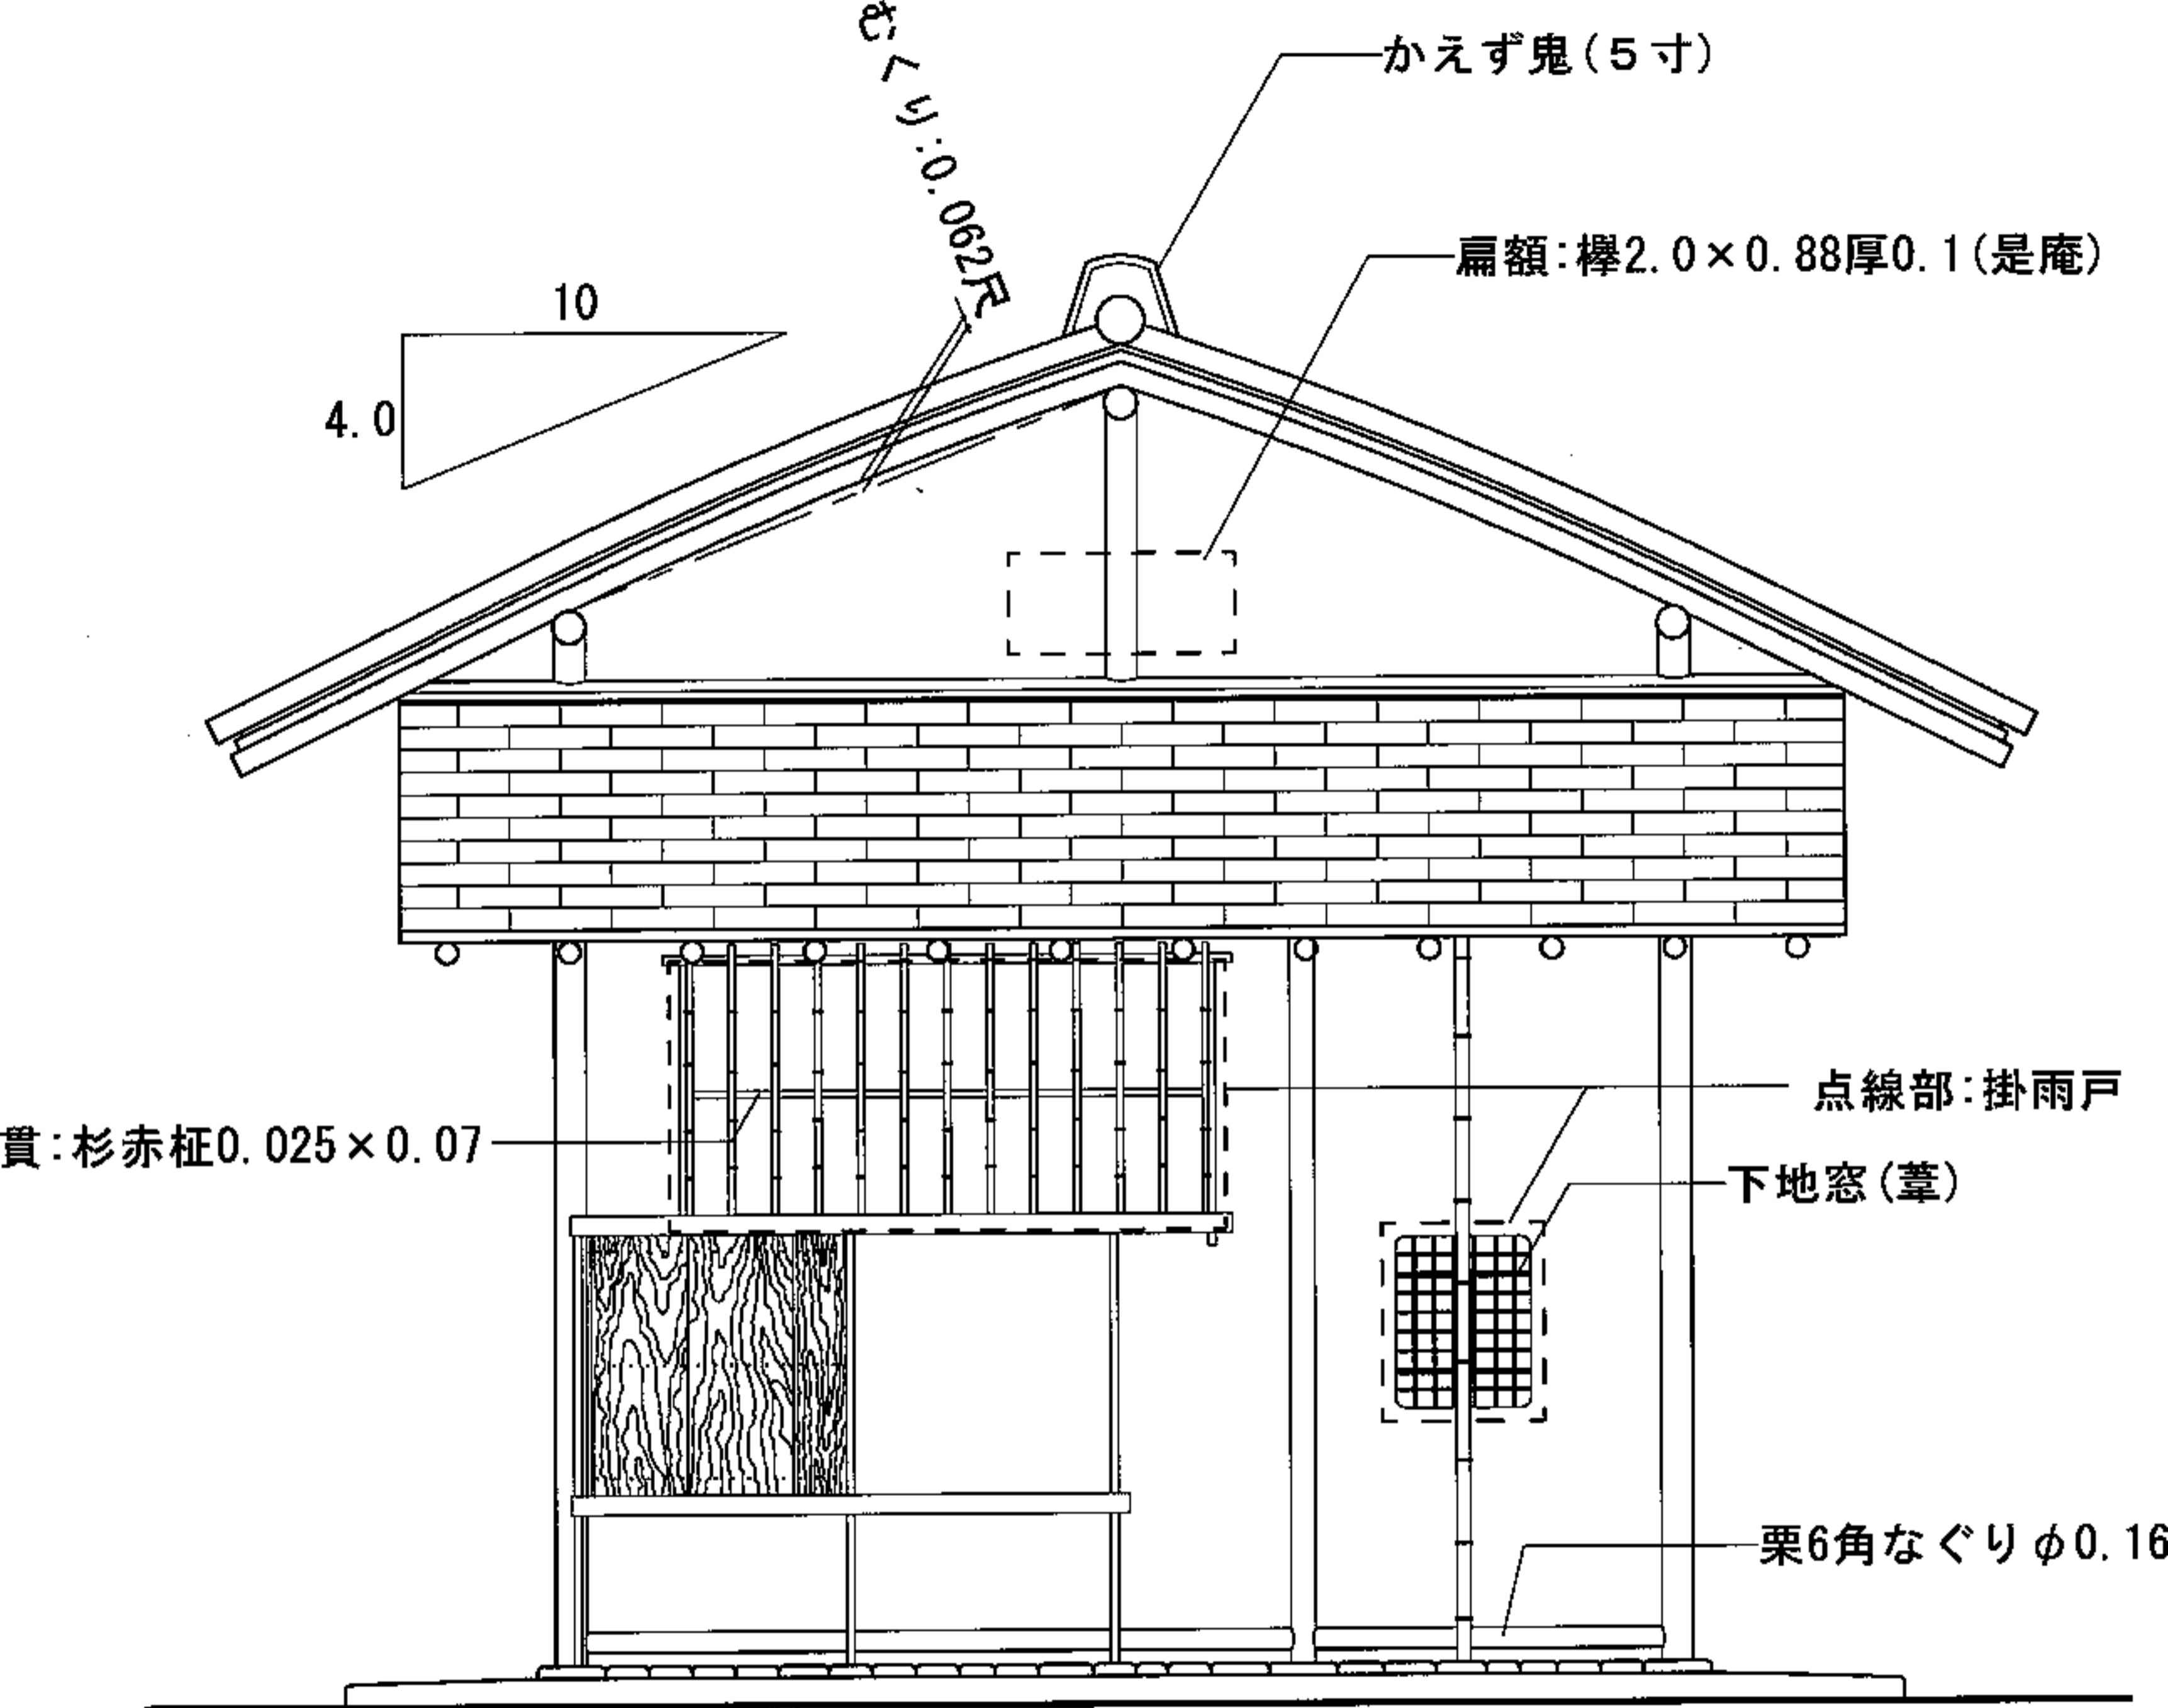 むくり:0.062尺
かえず鬼(5寸)
扁額:欅2.0×0.88厚0.1(是庵)
10
4.0
点線部:掛雨戸
貫:杉赤柾0.025×0.07
下地窓(葦)
栗6角なぐりφ0.16